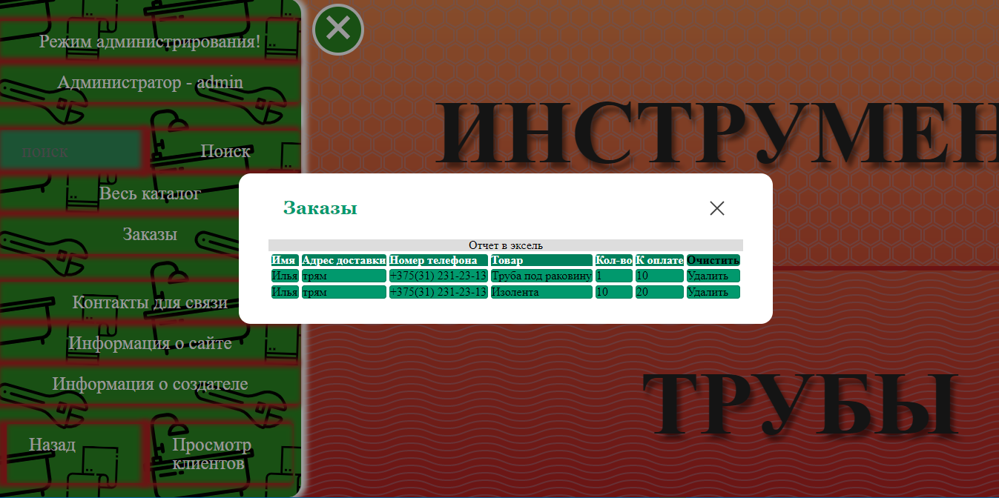 Режим администрирования!
Администратор - admin
поиск Поиск
Весь каталог
Заказы
Контакты для связи
Информация о сайте
Информация о создателе
Назад Просмотр
клиентов
ИНСТРУМЕН
ТРУБЫ
Заказы
Отчет в эксель
Имя Адрес доставки Номер телефона Товар Кол-во К оплате Очистить
Илья трям +375(31) 231-23-13 Труба под раковину 1 10 Удалить
Илья трям +375(31) 231-23-13 Изолента 10 20 Удалить